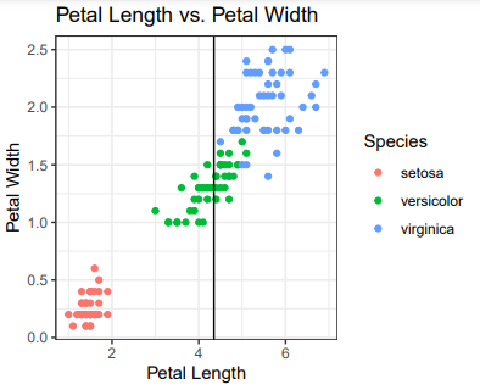 Petal Length vs. Petal Width
2.5
2.0
1.5
1.0
0.5
0.0
Petal Width
2 4 6
Petal Length
Species
setosa
versicolor
virginica